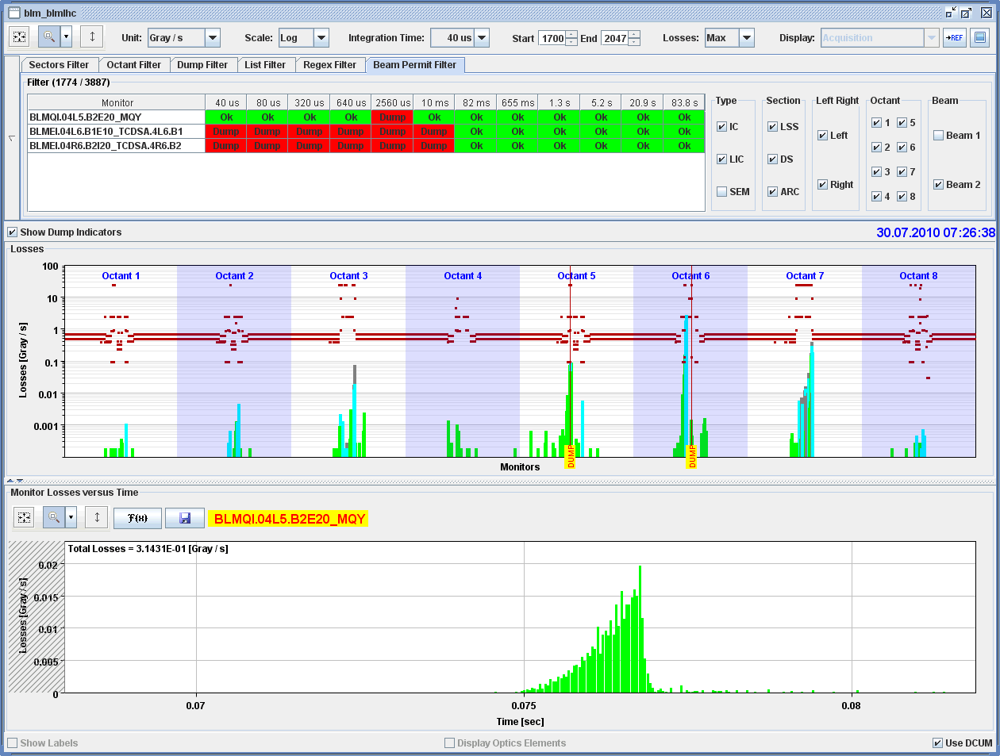 blm_blmlhc
Unit: Gray / s Scale: Log Integration Time: 40 us Start 1700 End 2047 Losses: Max Display: Acquisition →REF
Sectors Filter Octant Filter Dump Filter List Filter Regex Filter Beam Permit Filter
Filter (1774 / 3887)
Monitor 40 us 80 us 320 us 640 us 2560 us 10 ms 82 ms 655 ms 1.3 s 5.2 s 20.9 s 83.8 s
BLMQI.04L5.B2E20_MQY Ok Ok Ok Ok Dump Ok Ok Ok Ok Ok Ok Ok
BLMEI.04L6.B1E10_TCDSA.4L6.B1 Dump Dump Dump Dump Dump Dump Ok Ok Ok Ok Ok Ok
BLMEI.04R6.B2I20_TCDSA.4R6.B2 Dump Dump Dump Dump Dump Dump Ok Ok Ok Ok Ok Ok
Type Section Left Right Octant Beam
IC LSS Left 1 5 Beam 1
LIC DS 2 6
SEM ARC Right 3 7 Beam 2
4 8
Show Dump Indicators 30.07.2010 07:26:38
Losses
Octant 1 Octant 2 Octant 3 Octant 4 Octant 5 Octant 6 Octant 7 Octant 8
100
10
1
0.1
0.01
0.001
Losses [Gray / s]
DUMP DUMP
Monitors
Monitor Losses versus Time
F(x) BLMQI.04L5.B2E20_MQY
Total Losses = 3.1431E-01 [Gray / s]
0.02
0.015
0.01
0.005
0
Losses [Gray / s]
0.07 0.075 0.08
Time [sec]
Show Labels Display Optics Elements Use DCUM